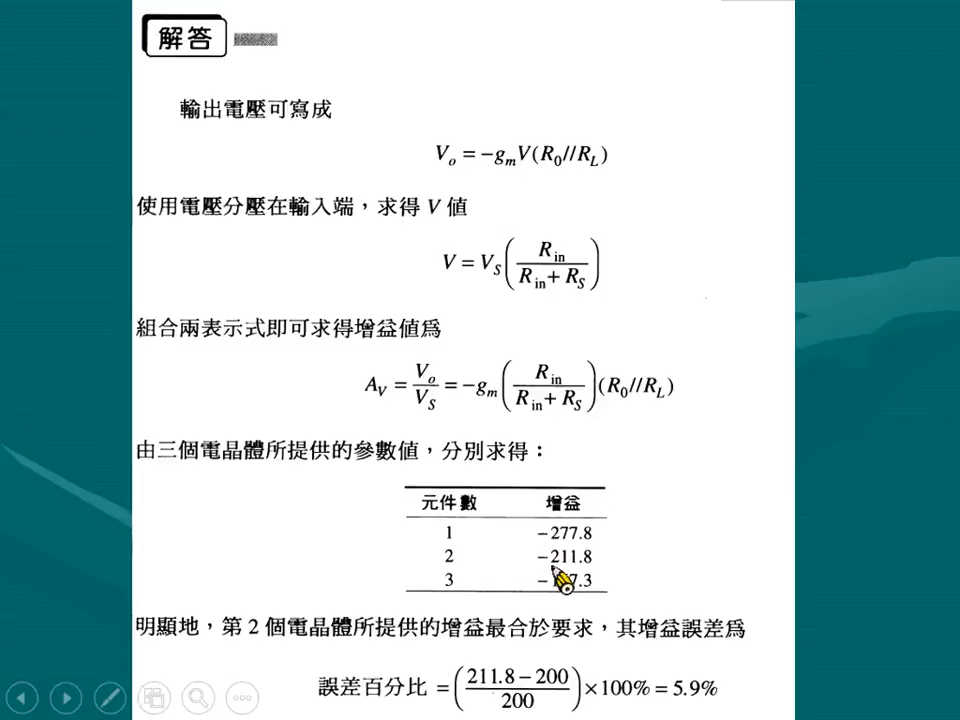 解答
輸出電壓可寫成
Vₒ = −gₘV(R₀//R_L)
使用電壓分壓在輸入端，求得 V 值
V = V_S(R_in / (R_in + R_S))
組合兩表示式即可求得增益值為
A_V = Vₒ/V_S = −gₘ(R_in / (R_in + R_S))(R₀//R_L)
由三個電晶體所提供的參數值，分別求得：
元件數 增益
1 −277.8
2 −211.8
3
明顯地，第 2 個電晶體所提供的增益最合於要求，其增益誤差為
誤差百分比 = ((211.8 − 200) / 200) × 100% = 5.9%